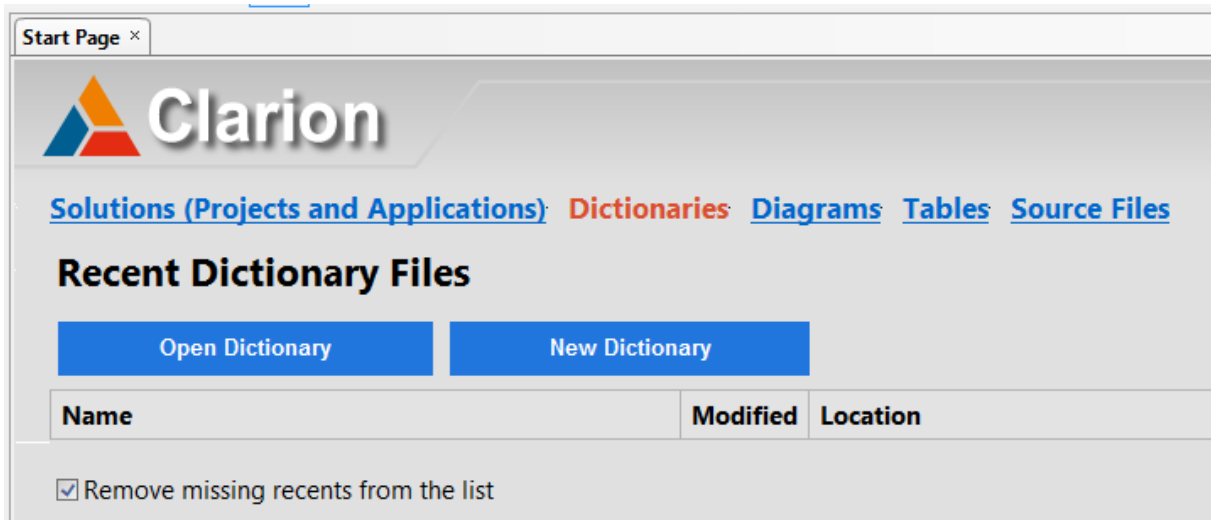 Start Page ×
Clarion
Solutions (Projects and Applications) Dictionaries Diagrams Tables Source Files
Recent Dictionary Files
Open Dictionary New Dictionary
Name Modified Location
Remove missing recents from the list